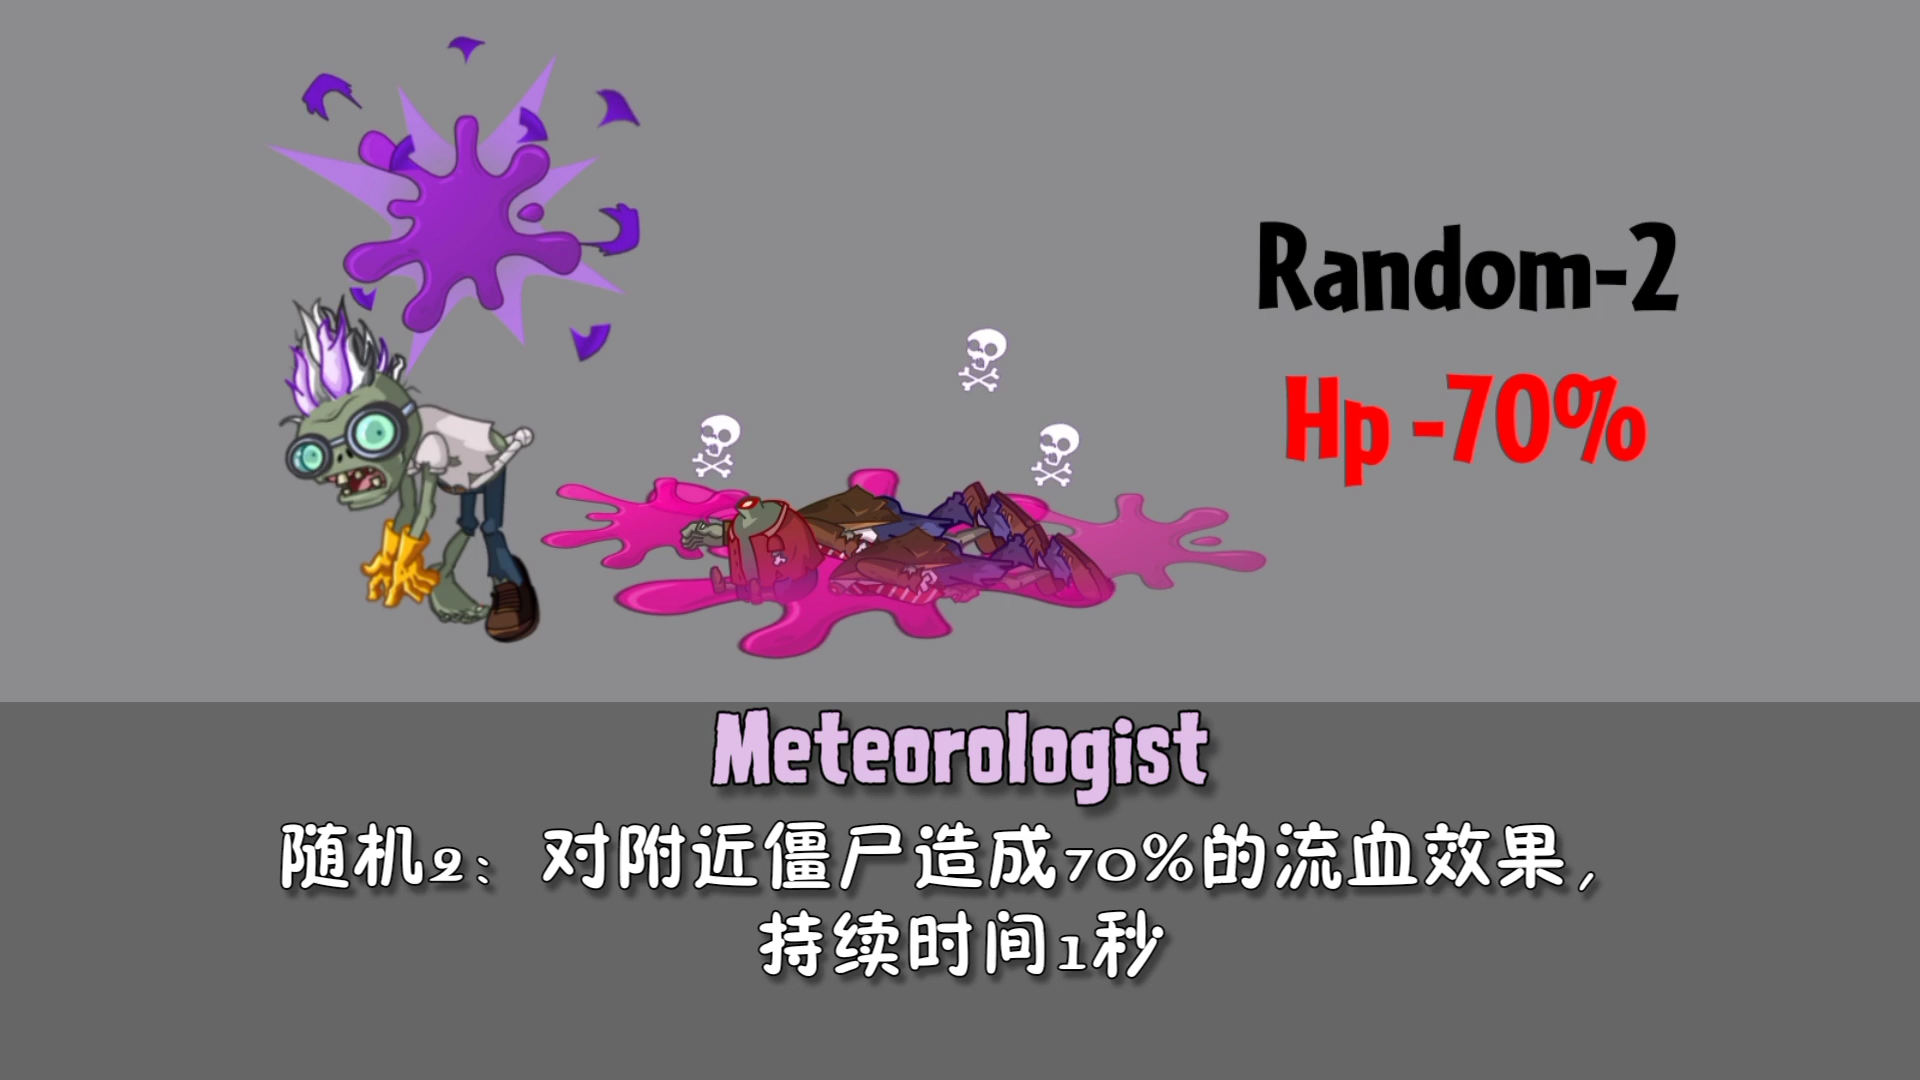 Random-2
Hp -70%
Meteorologist
随机2：对附近僵尸造成70%的流血效果，
持续时间1秒